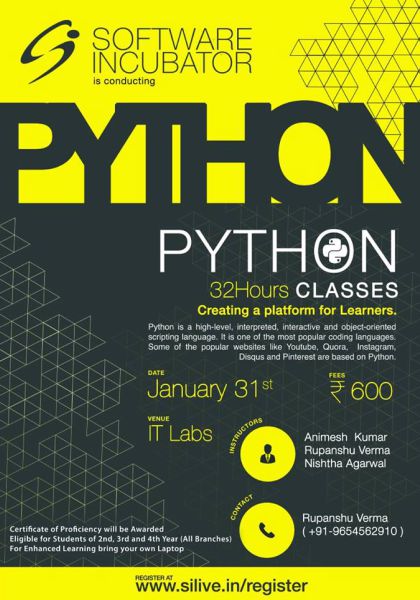 SOFTWARE
INCUBATOR
is conducting
PYTHON
PYTHON
32Hours CLASSES
Creating a platform for Learners.
Python is a high-level, interpreted, interactive and object-oriented
scripting language. It is one of the most popular coding languages.
Some of the popular websites like Youtube, Quora, Instagram,
Disqus and Pinterest are based on Python.
DATE
January 31st
FEES
₹ 600
VENUE
IT Labs
INSTRUCTORS
Animesh Kumar
Rupanshu Verma
Nishtha Agarwal
CONTACT
Rupanshu Verma
( +91-9654562910 )
Certificate of Proficiency will be Awarded
Eligible for Students of 2nd, 3rd and 4th Year (All Branches)
For Enhanced Learning bring your own Laptop
REGISTER AT
www.silive.in/register